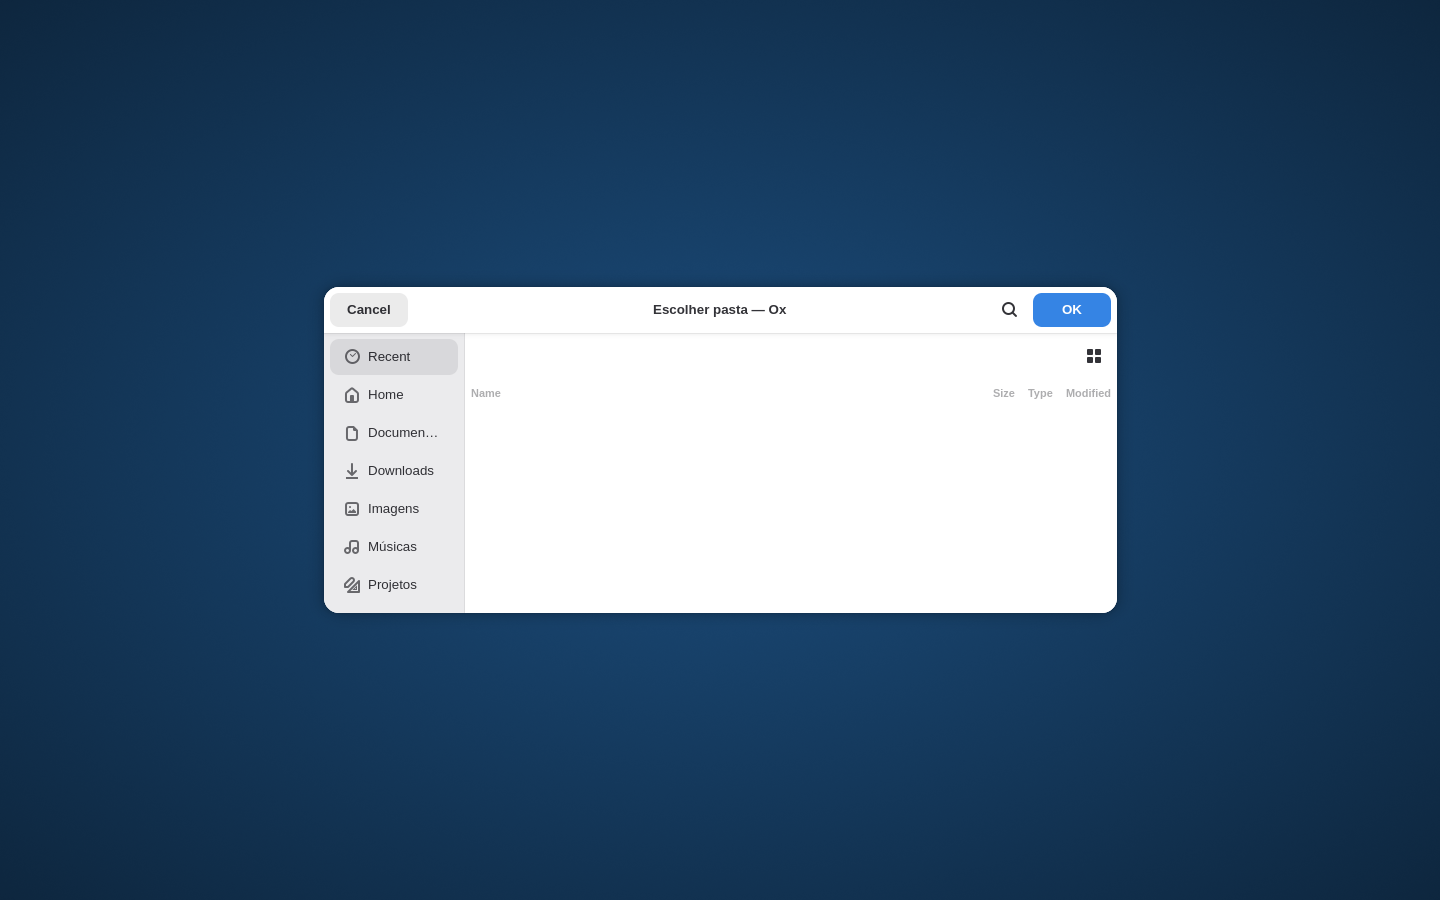 Cancel
Escolher pasta — Ox
OK
Recent
Home
Documen…
Downloads
Imagens
Músicas
Projetos
Name
Size
Type
Modified